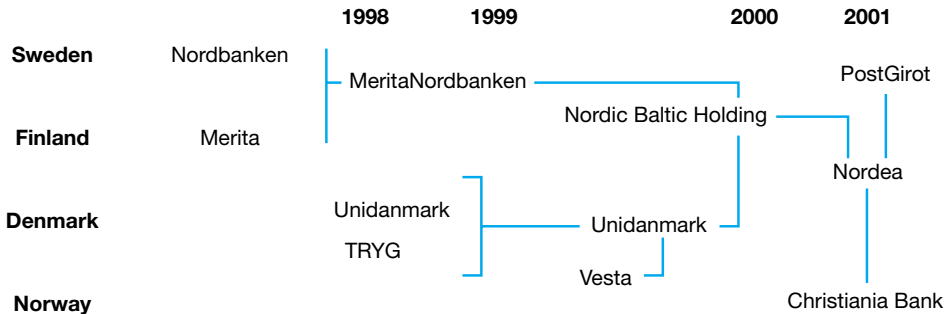 1998 1999 2000 2001
Sweden Nordbanken
PostGirot
MeritaNordbanken
Nordic Baltic Holding
Finland Merita
Nordea
Denmark Unidanmark
Unidanmark
TRYG
Vesta
Norway Christiania Bank